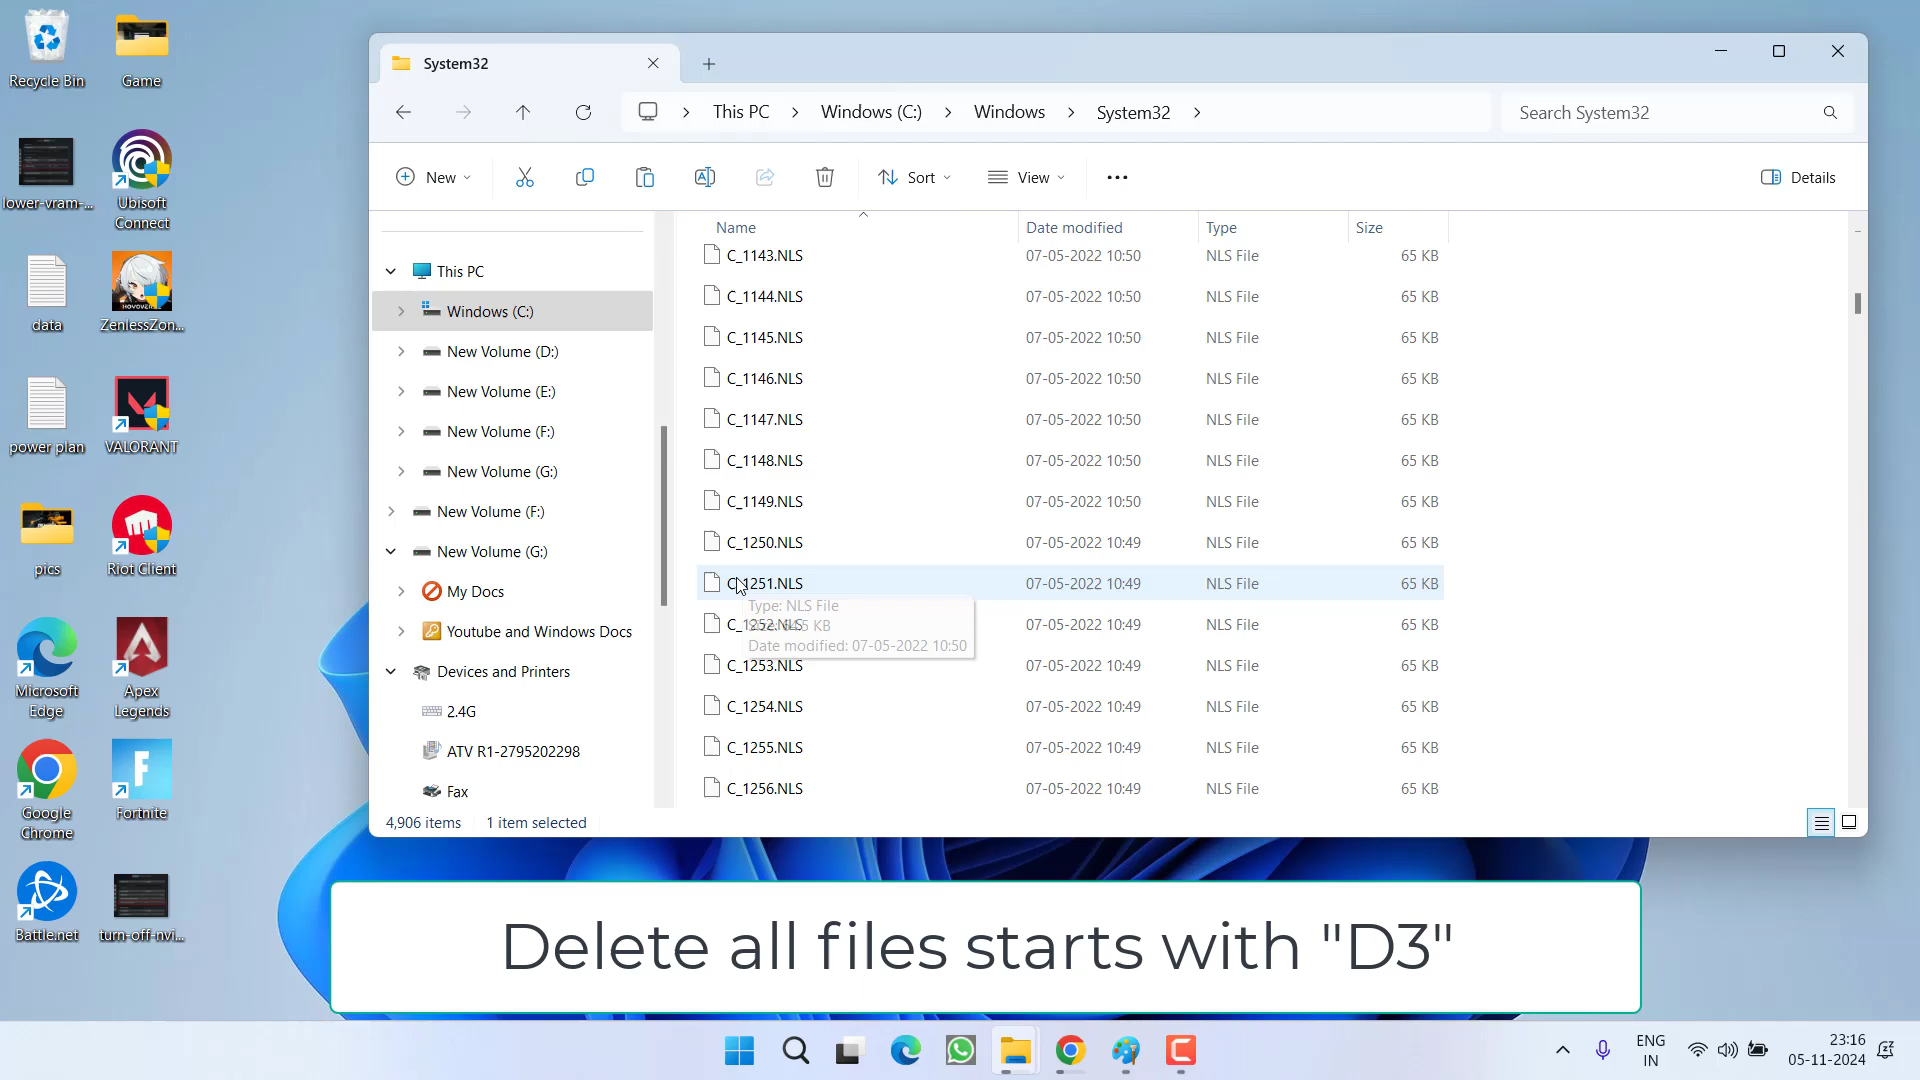 Recycle Bin
Game
lower-vram-...
Ubisoft
Connect
data
ZenlessZon...
power plan
VALORANT
pics
Riot Client
Microsoft
Edge
Apex
Legends
Google
Chrome
Fortnite
Battle.net
turn-off-nvi...
System32
This PC
Windows (C:)
Windows
System32
Search System32
New
Sort
View
Details
This PC
Windows (C:)
New Volume (D:)
New Volume (E:)
New Volume (F:)
New Volume (G:)
New Volume (F:)
New Volume (G:)
My Docs
Youtube and Windows Docs
Devices and Printers
2.4G
ATV R1-2795202298
Fax
Name Date modified Type Size
C_1143.NLS 07-05-2022 10:50 NLS File 65 KB
C_1144.NLS 07-05-2022 10:50 NLS File 65 KB
C_1145.NLS 07-05-2022 10:50 NLS File 65 KB
C_1146.NLS 07-05-2022 10:50 NLS File 65 KB
C_1147.NLS 07-05-2022 10:50 NLS File 65 KB
C_1148.NLS 07-05-2022 10:50 NLS File 65 KB
C_1149.NLS 07-05-2022 10:50 NLS File 65 KB
C_1250.NLS 07-05-2022 10:49 NLS File 65 KB
C_1251.NLS 07-05-2022 10:49 NLS File 65 KB
Type: NLS File
C_1252.NLS 07-05-2022 10:49 NLS File 65 KB
Date modified: 07-05-2022 10:50
C_1253.NLS 07-05-2022 10:49 NLS File 65 KB
C_1254.NLS 07-05-2022 10:49 NLS File 65 KB
C_1255.NLS 07-05-2022 10:49 NLS File 65 KB
C_1256.NLS 07-05-2022 10:49 NLS File 65 KB
4,906 items 1 item selected
Delete all files starts with "D3"
ENG
IN
23:16
05-11-2024